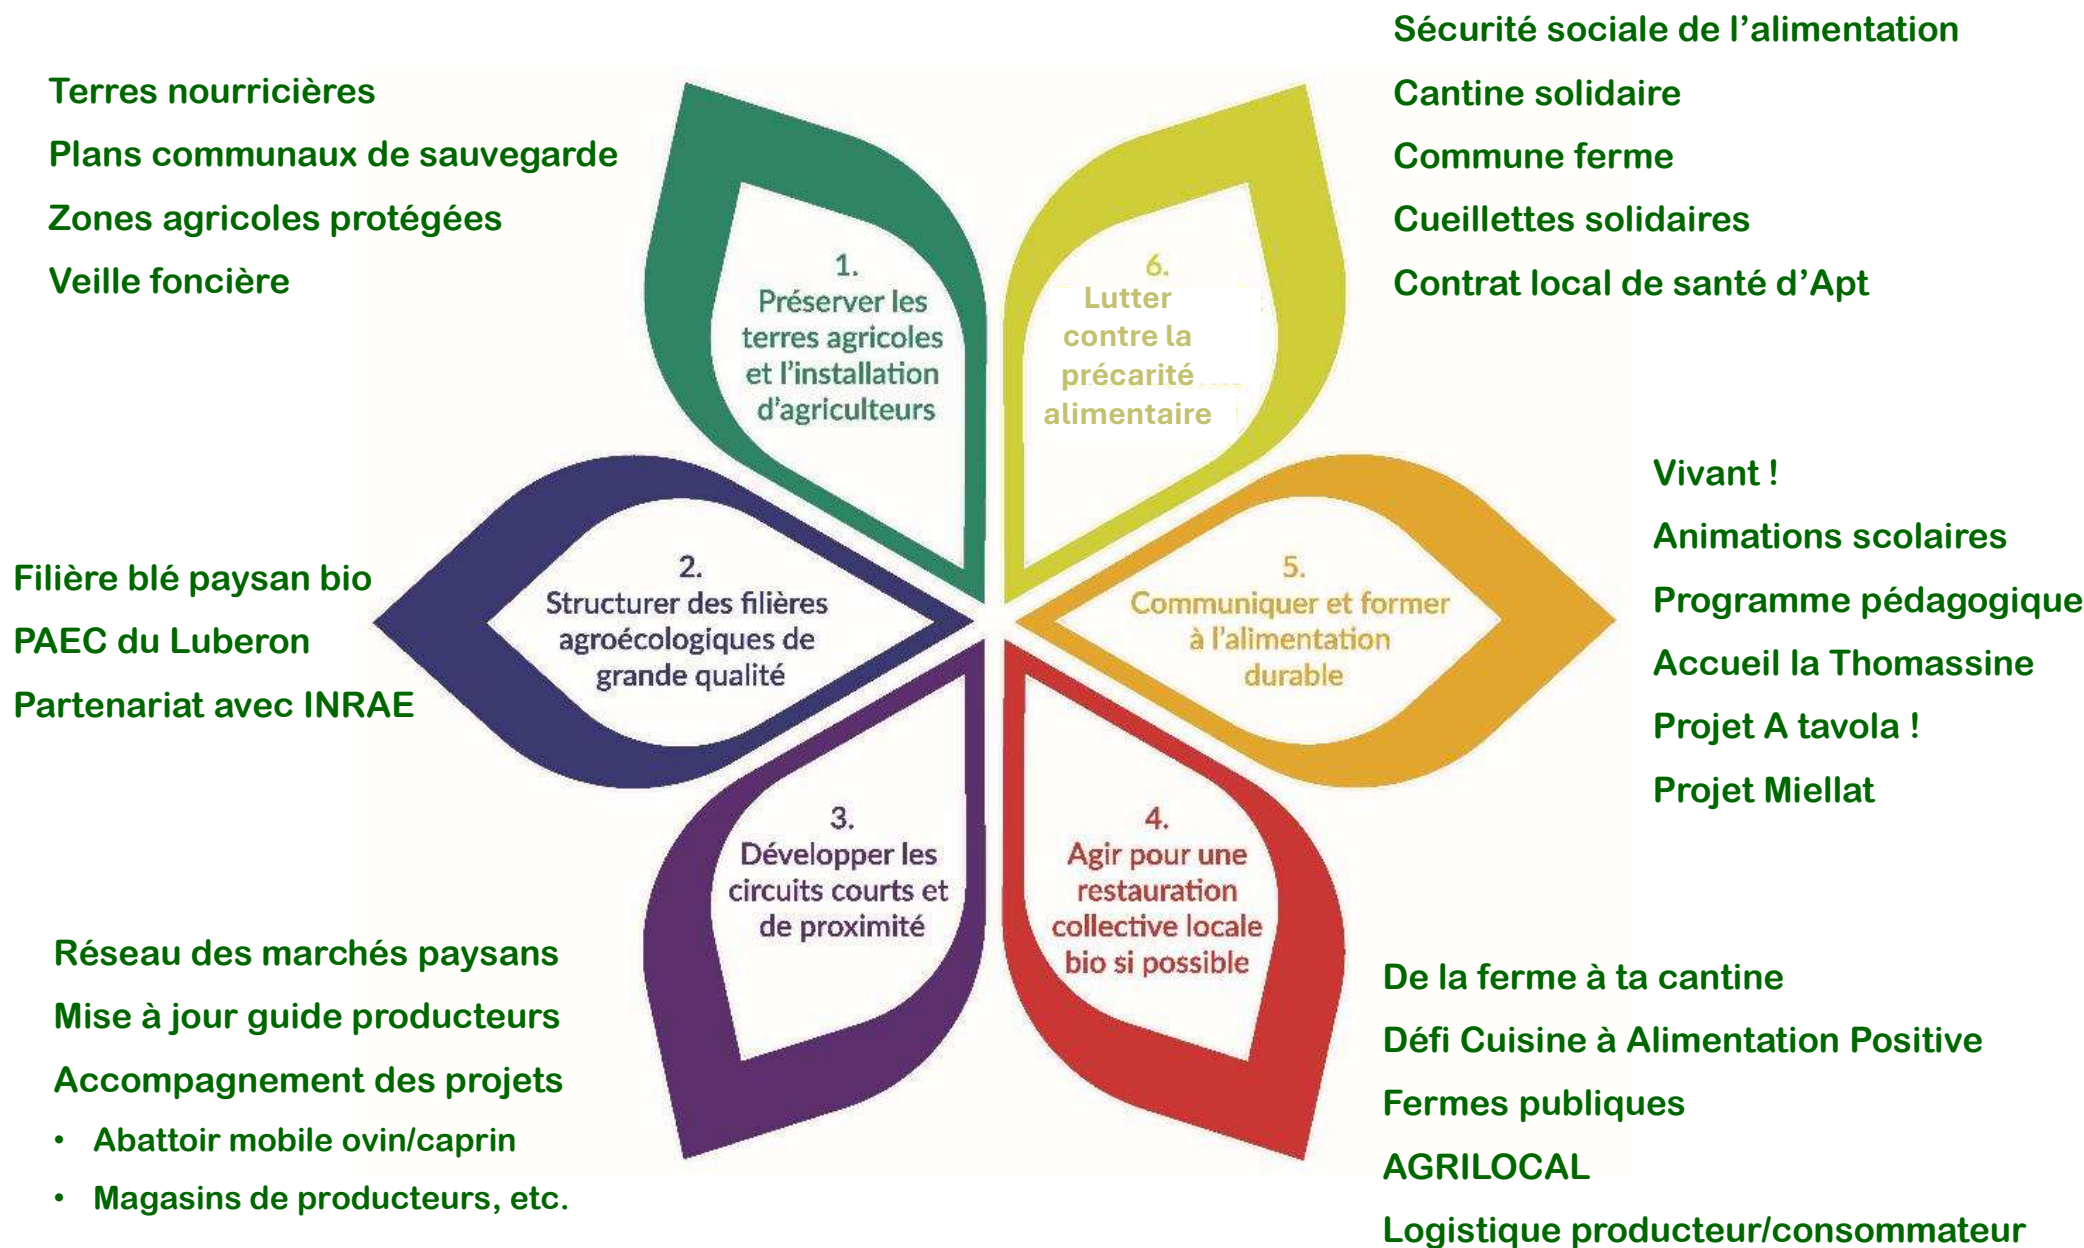 Terres nourricières
Plans communaux de sauvegarde
Zones agricoles protégées
Veille foncière
1.
Préserver les
terres agricoles
et l'installation
d'agriculteurs
6.
Lutter
contre la
précarité
alimentaire
Sécurité sociale de l’alimentation
Cantine solidaire
Commune ferme
Cueillettes solidaires
Contrat local de santé d’Apt
Filière blé paysan bio
PAEC du Luberon
Partenariat avec INRAE
2.
Structurer des filières
agroécologiques de
grande qualité
5.
Communiquer et former
à l'alimentation
durable
Vivant !
Animations scolaires
Programme pédagogique
Accueil la Thomassine
Projet A tavola !
Projet Miellat
3.
Développer les
circuits courts et
de proximité
4.
Agir pour une
restauration
collective locale
bio si possible
Réseau des marchés paysans
Mise à jour guide producteurs
Accompagnement des projets
• Abattoir mobile ovin/caprin
• Magasins de producteurs, etc.
De la ferme à ta cantine
Défi Cuisine à Alimentation Positive
Fermes publiques
AGRILOCAL
Logistique producteur/consommateur